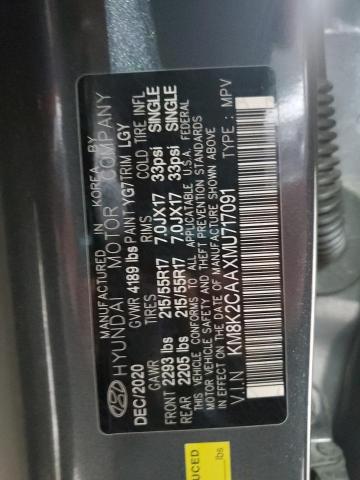 MANUFACTURED IN KOREA BY
HYUNDAI MOTOR COMPANY
DEC/2020 GVWR 4189 lbs PAINT YG7 TRIM LGY
GAWR TIRES RIMS COLD TIRE INFL
FRONT 2293 lbs 215/55R17 7.0JX17 33psi SINGLE
REAR 2205 lbs 215/55R17 7.0JX17 33psi SINGLE
THIS VEHICLE CONFORMS TO ALL APPLICABLE U.S.A. FEDERAL
MOTOR VEHICLE SAFETY STANDARDS IN EFFECT ON THE
DATE OF MANUFACTURE SHOWN ABOVE.
V.I.N : KM8K2CAAXMU717091 TYPE : MPV
UCED
lbs